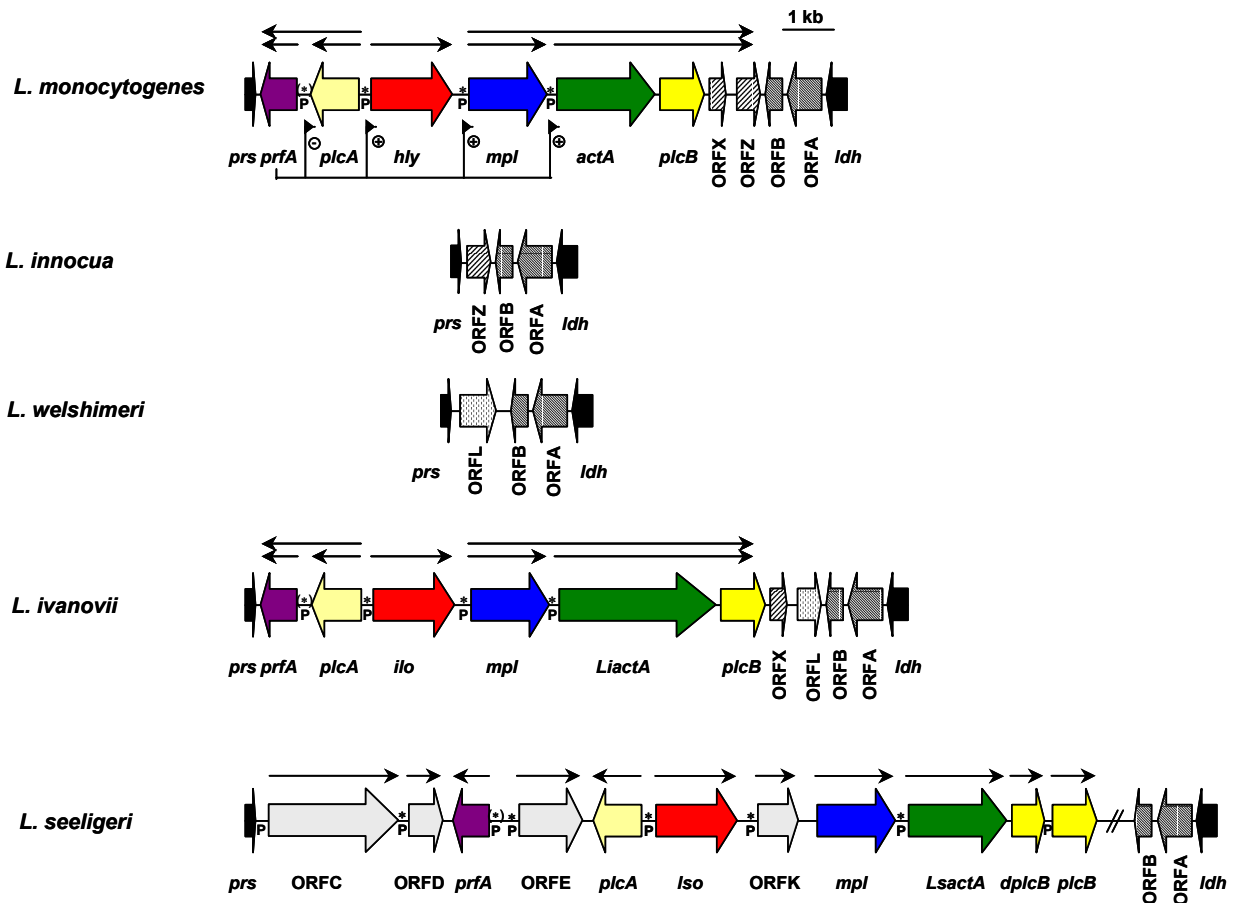 1 kb
L. monocytogenes
(*) * * *
P P P P
- + + +
prs prfA plcA hly mpl actA plcB ORFX ORFZ ORFB ORFA ldh
L. innocua
prs ORFZ ORFB ORFA ldh
L. welshimeri
prs ORFL ORFB ORFA ldh
L. ivanovii
(*) * * *
P P P P
prs prfA plcA ilo mpl LiactA plcB ORFX ORFL ORFB ORFA ldh
L. seeligeri
* (*) * * * *
P P P P P P P P
//
prs ORFC ORFD prfA ORFE plcA lso ORFK mpl LsactA dplcB plcB ORFB ORFA ldh